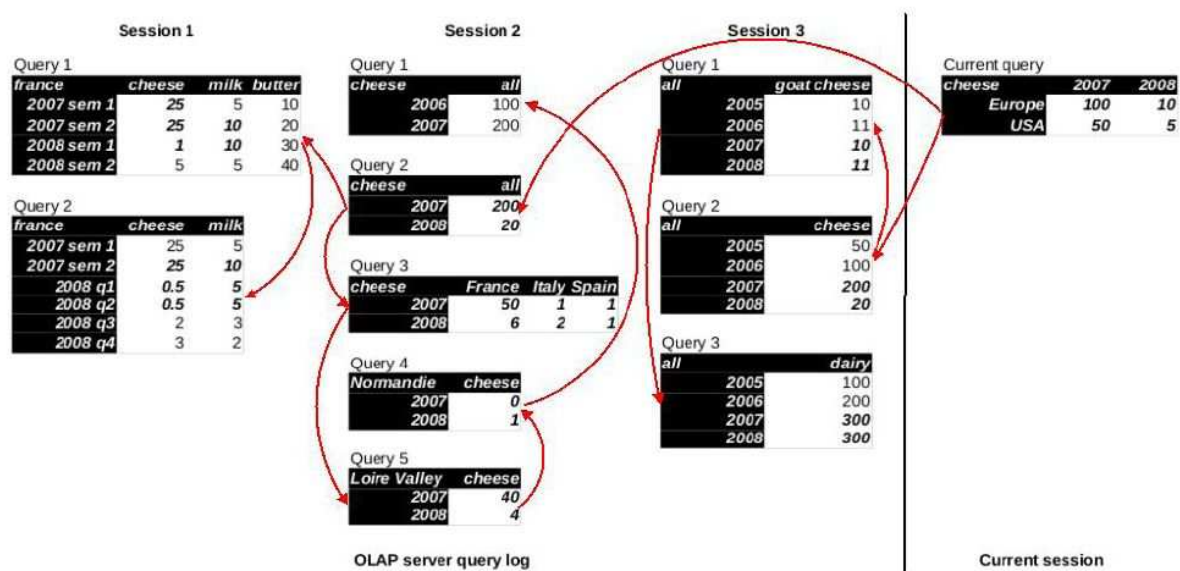 Session 1
Query 1
france cheese milk butter
2007 sem 1 25 5 10
2007 sem 2 25 10 20
2008 sem 1 1 10 30
2008 sem 2 5 5 40
Query 2
france cheese milk
2007 sem 1 25 5
2007 sem 2 25 10
2008 q1 0.5 5
2008 q2 0.5 5
2008 q3 2 3
2008 q4 3 2
Session 2
Query 1
cheese all
2006 100
2007 200
Query 2
cheese all
2007 200
2008 20
Query 3
cheese France Italy Spain
2007 50 1 1
2008 6 2 1
Query 4
Normandie cheese
2007 0
2008 1
Query 5
Loire Valley cheese
2007 40
2008 4
Session 3
Query 1
all goat cheese
2005 10
2006 11
2007 10
2008 11
Query 2
all cheese
2005 50
2006 100
2007 200
2008 20
Query 3
all dairy
2005 100
2006 200
2007 300
2008 300
OLAP server query log
Current query
cheese 2007 2008
Europe 100 10
USA 50 5
Current session